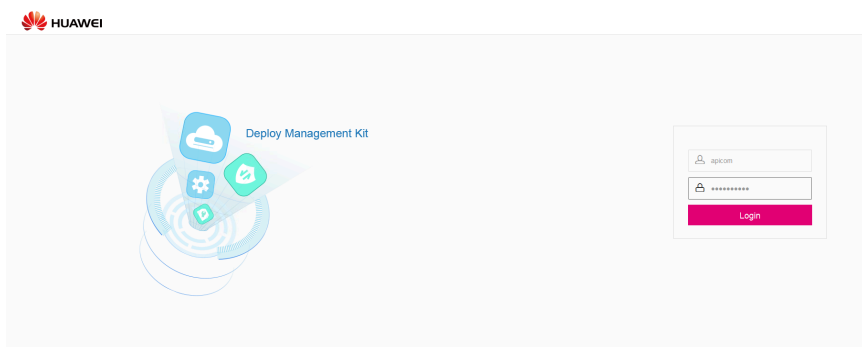 HUAWEI
Deploy Management Kit
apicom
••••••••••
Login